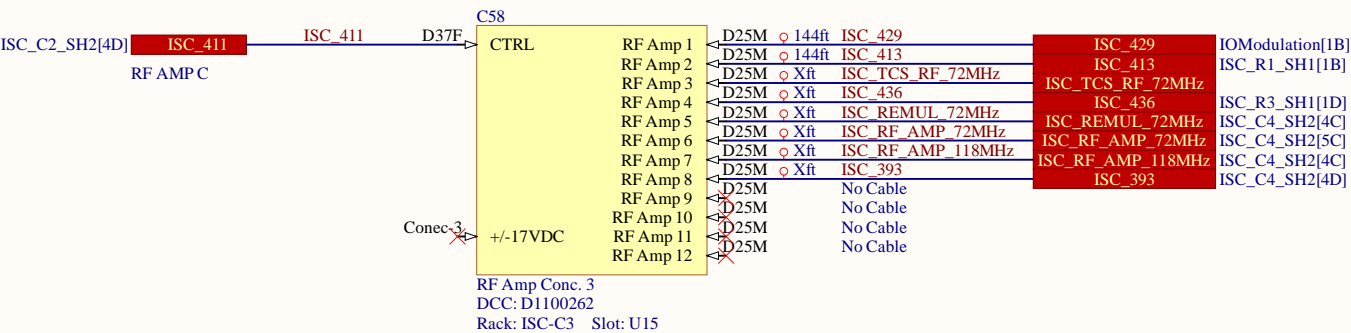 C58
ISC_C2_SH2[4D] ISC_411 ISC_411 D37F CTRL
RF AMP C
RF Amp 1 D25M 144ft ISC_429 ISC_429 IOModulation[1B]
RF Amp 2 D25M 144ft ISC_413 ISC_413 ISC_R1_SH1[1B]
RF Amp 3 D25M Xft ISC_TCS_RF_72MHz ISC_TCS_RF_72MHz
RF Amp 4 D25M Xft ISC_436 ISC_436 ISC_R3_SH1[1D]
RF Amp 5 D25M Xft ISC_REMUL_72MHz ISC_REMUL_72MHz ISC_C4_SH2[4C]
RF Amp 6 D25M Xft ISC_RF_AMP_72MHz ISC_RF_AMP_72MHz ISC_C4_SH2[5C]
RF Amp 7 D25M Xft ISC_RF_AMP_118MHz ISC_RF_AMP_118MHz ISC_C4_SH2[4C]
RF Amp 8 D25M Xft ISC_393 ISC_393 ISC_C4_SH2[4D]
RF Amp 9 D25M No Cable
RF Amp 10 D25M No Cable
Conec-3 +/-17VDC RF Amp 11 D25M No Cable
RF Amp 12 D25M No Cable
RF Amp Conc. 3
DCC: D1100262
Rack: ISC-C3 Slot: U15